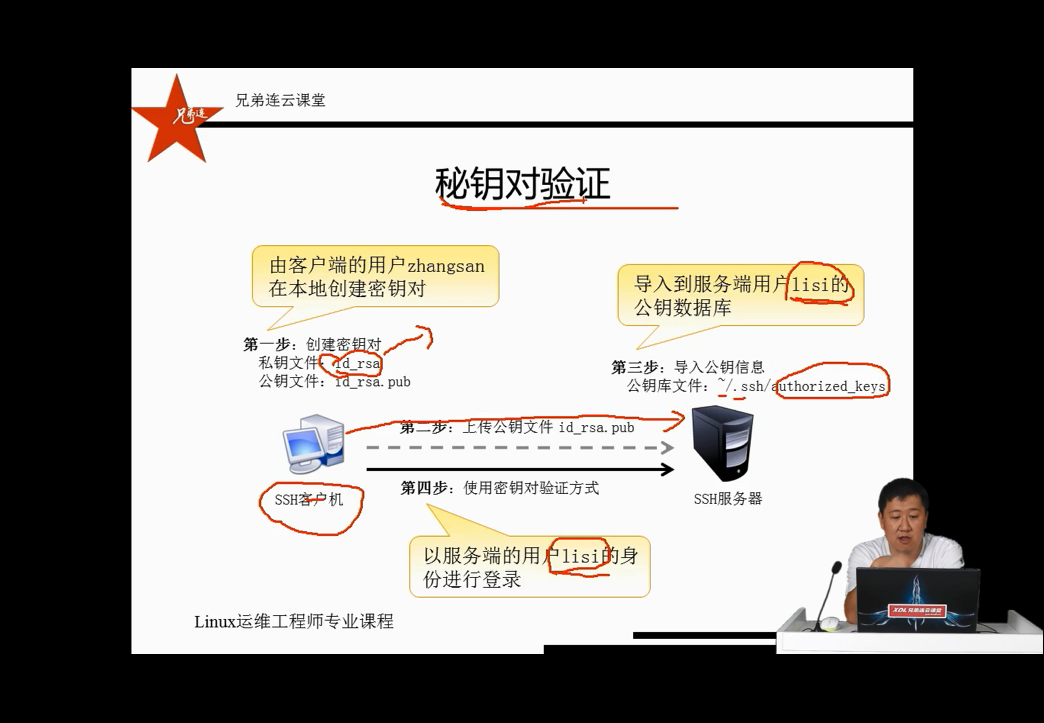 兄弟连
兄弟连云课堂
秘钥对验证
由客户端的用户zhangsan
在本地创建密钥对
导入到服务端用户lisi的
公钥数据库
第一步：创建密钥对
私钥文件：id_rsa
公钥文件：id_rsa.pub
第三步：导入公钥信息
公钥库文件：~/.ssh/authorized_keys
第二步：上传公钥文件 id_rsa.pub
第四步：使用密钥对验证方式
SSH客户机
SSH服务器
以服务端的用户lisi的身
份进行登录
Linux运维工程师专业课程
XDL兄弟连云课堂